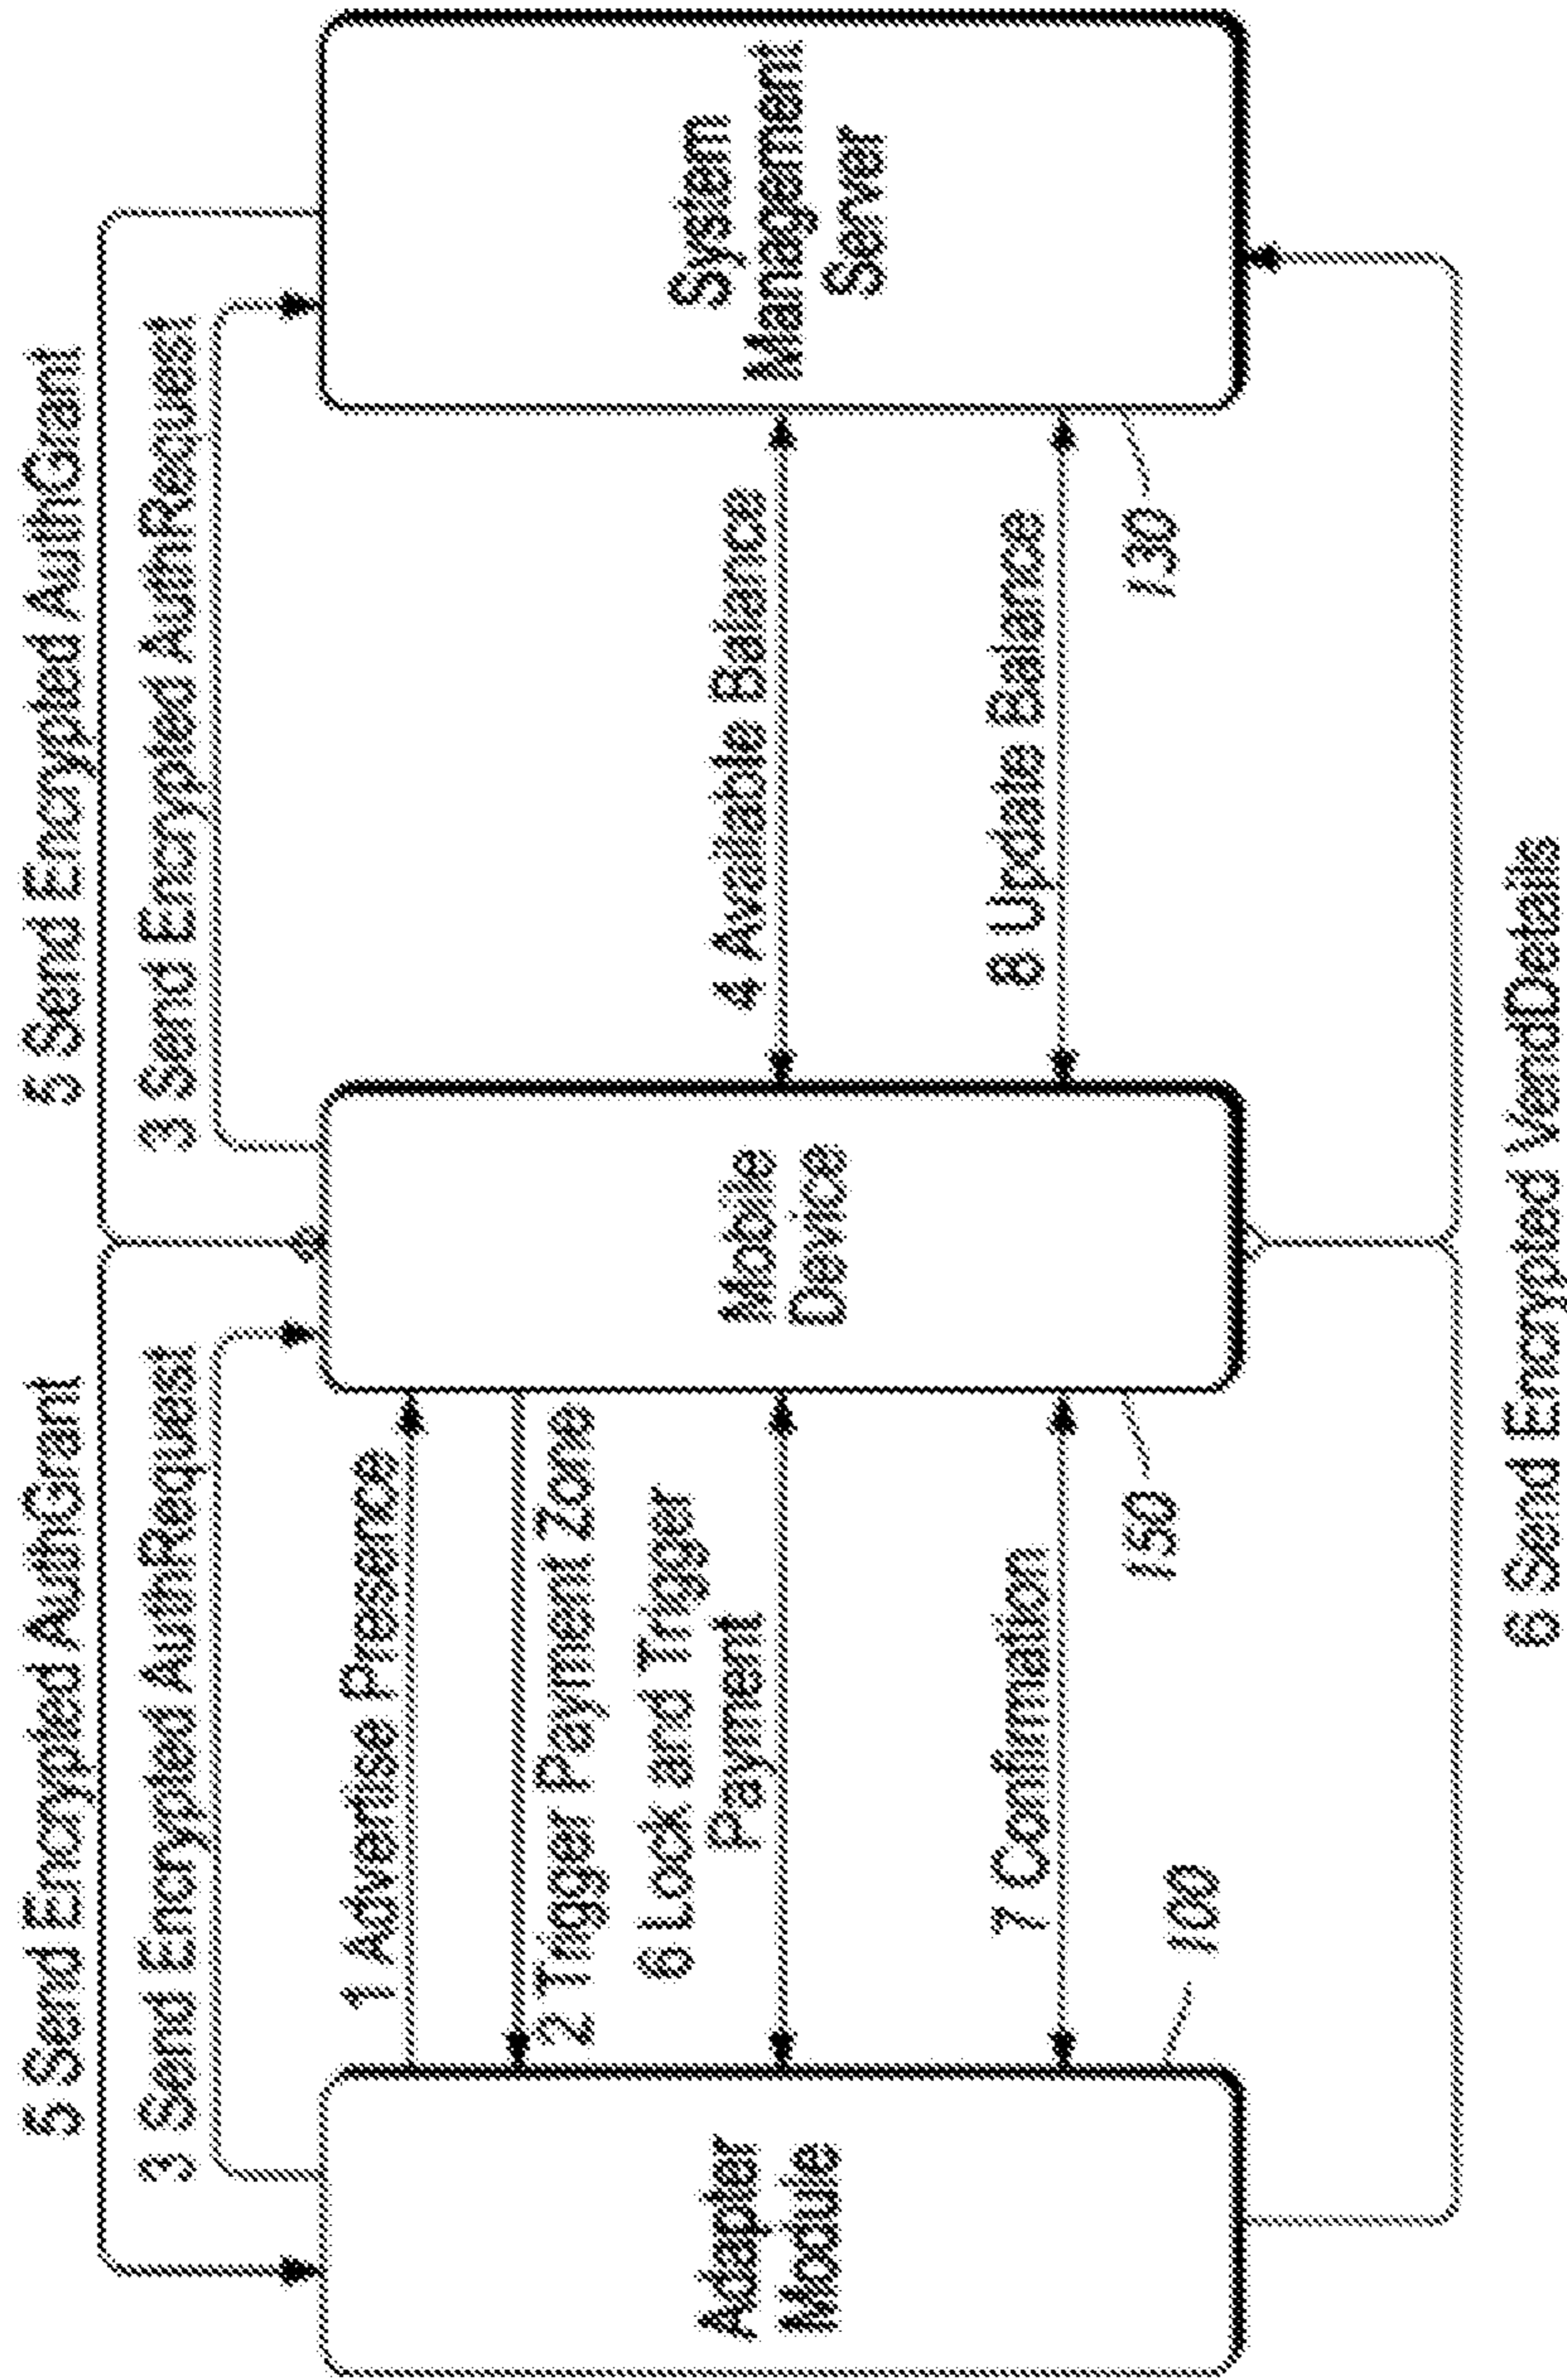 5 Send Encrypted AuthGrant
5 Send Encrypted AuthGrant
3 Send Encrypted AuthRequest
3 Send Encrypted AuthRequest
1 Advertise Presence
2 Trigger Payment Zone
6 Lock and Trigger
Payment
4 Available Balance
7 Confirmation
8 Update Balance
Adapter
Module
Mobile
Device
System
Management
Server
100
150
130
6 Send Encrypted VendDetails